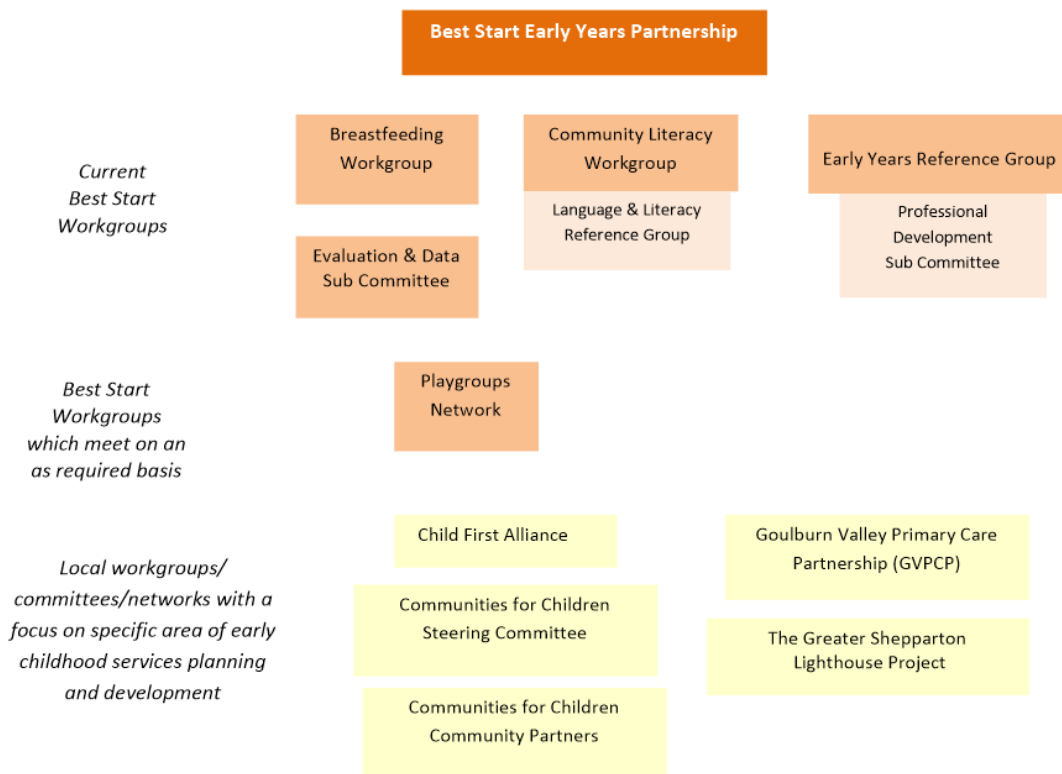 Best Start Early Years Partnership
Current
Best Start
Workgroups
Breastfeeding
Workgroup
Community Literacy
Workgroup
Early Years Reference Group
Language & Literacy
Reference Group
Professional
Development
Sub Committee
Evaluation & Data
Sub Committee
Best Start
Workgroups
which meet on an
as required basis
Playgroups
Network
Local workgroups/
committees/networks with a
focus on specific area of early
childhood services planning
and development
Child First Alliance
Goulburn Valley Primary Care
Partnership (GVPCP)
Communities for Children
Steering Committee
The Greater Shepparton
Lighthouse Project
Communities for Children
Community Partners